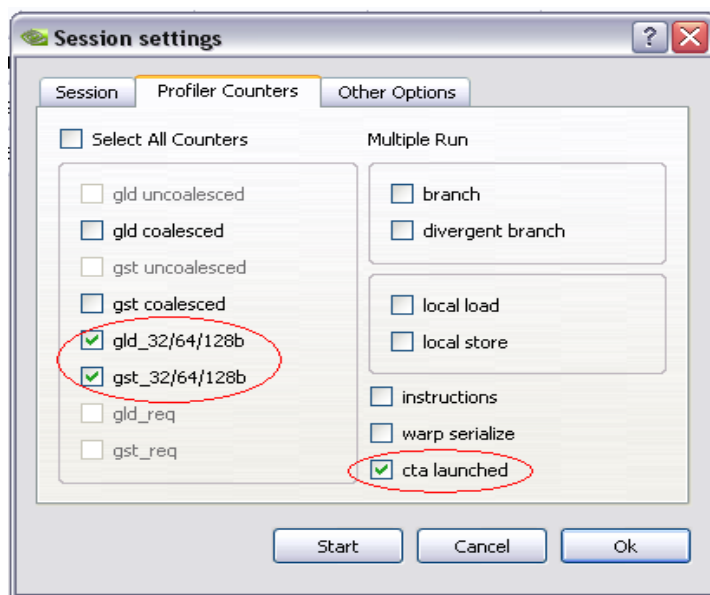 Session settings
Session
Profiler Counters
Other Options
Select All Counters
gld uncoalesced
gld coalesced
gst uncoalesced
gst coalesced
gld_32/64/128b
gst_32/64/128b
gld_req
gst_req
Multiple Run
branch
divergent branch
local load
local store
instructions
warp serialize
cta launched
Start
Cancel
Ok